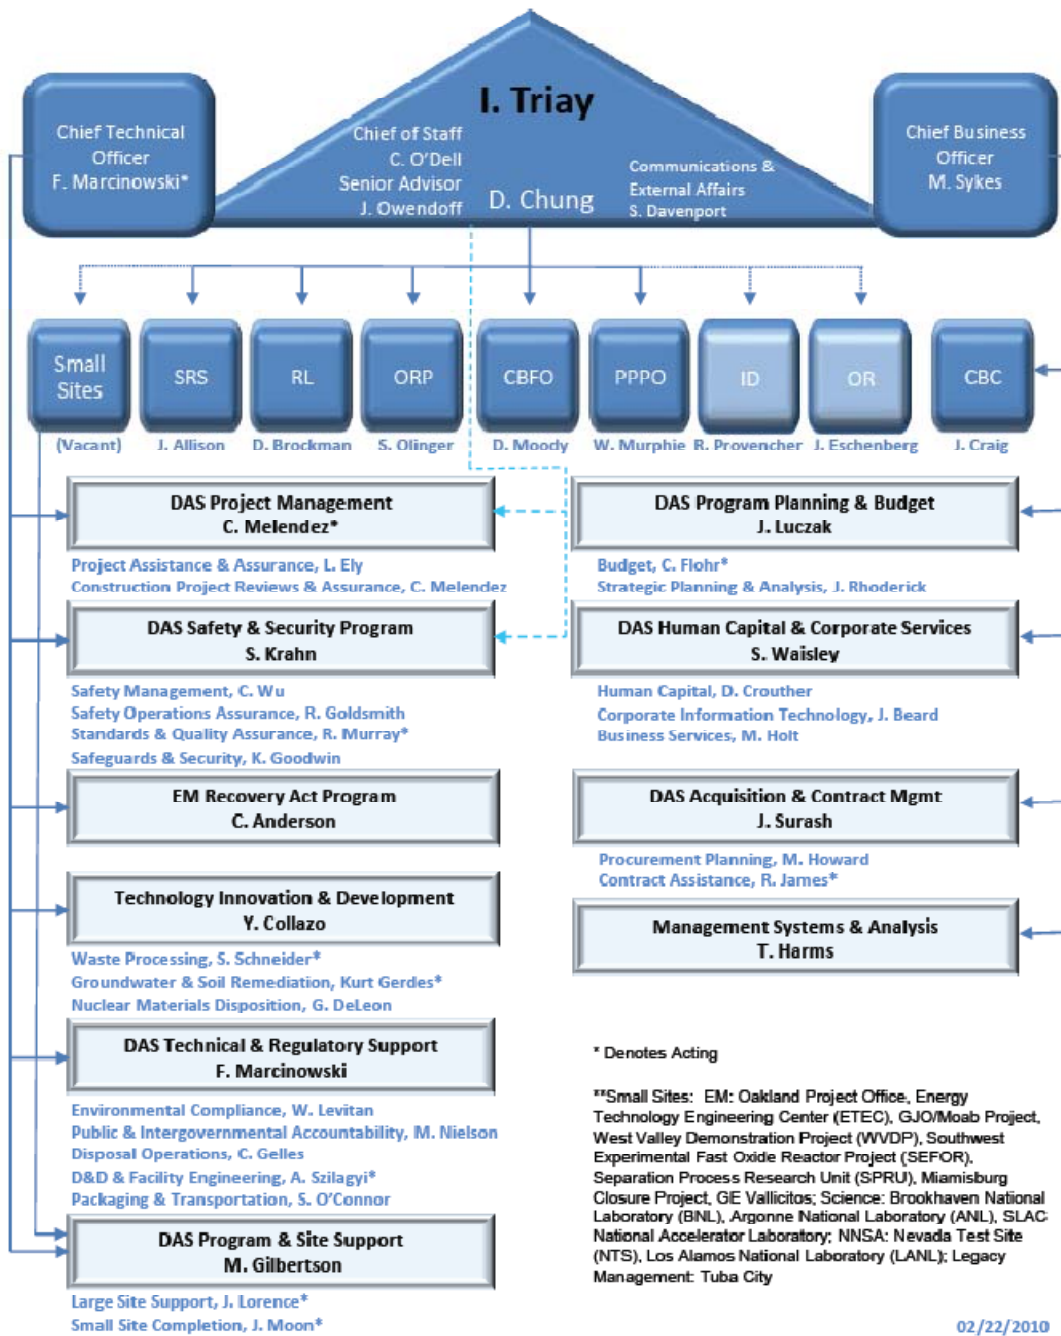 I. Triay
Chief Technical
Officer
F. Marcinowski*
Chief of Staff
C. O'Dell
Senior Advisor
J. Owendoff
D. Chung
Communications &
External Affairs
S. Davenport
Chief Business
Officer
M. Sykes
Small
Sites
SRS
RL
ORP
CBFO
PPPO
ID
OR
CBC
(Vacant)
J. Allison
D. Brockman
S. Olinger
D. Moody
W. Murphie
R. Provencher
J. Eschenberg
J. Craig
DAS Project Management
C. Melendez*
Project Assistance & Assurance, L. Ely
Construction Project Reviews & Assurance, C. Melendez
DAS Safety & Security Program
S. Krahn
Safety Management, C. Wu
Safety Operations Assurance, R. Goldsmith
Standards & Quality Assurance, R. Murray*
Safeguards & Security, K. Goodwin
EM Recovery Act Program
C. Anderson
Technology Innovation & Development
Y. Collazo
Waste Processing, S. Schneider*
Groundwater & Soil Remediation, Kurt Gerdes*
Nuclear Materials Disposition, G. DeLeon
DAS Technical & Regulatory Support
F. Marcinowski
Environmental Compliance, W. Levitan
Public & Intergovernmental Accountability, M. Nielson
Disposal Operations, C. Gelles
D&D & Facility Engineering, A. Szilagyi*
Packaging & Transportation, S. O'Connor
DAS Program & Site Support
M. Gilbertson
Large Site Support, J. Lorence*
Small Site Completion, J. Moon*
DAS Program Planning & Budget
J. Luczak
Budget, C. Flohr*
Strategic Planning & Analysis, J. Rhoderick
DAS Human Capital & Corporate Services
S. Waisley
Human Capital, D. Crouther
Corporate Information Technology, J. Beard
Business Services, M. Holt
DAS Acquisition & Contract Mgmt
J. Surash
Procurement Planning, M. Howard
Contract Assistance, R. James*
Management Systems & Analysis
T. Harms
* Denotes Acting
**Small Sites: EM: Oakland Project Office, Energy
Technology Engineering Center (ETEC), GJO/Moab Project,
West Valley Demonstration Project (WVDP), Southwest
Experimental Fast Oxide Reactor Project (SEFOR),
Separation Process Research Unit (SPRU), Miamisburg
Closure Project, GE Vallicitos; Science: Brookhaven National
Laboratory (BNL), Argonne National Laboratory (ANL), SLAC
National Accelerator Laboratory; NNSA: Nevada Test Site
(NTS), Los Alamos National Laboratory (LANL); Legacy
Management: Tuba City
02/22/2010